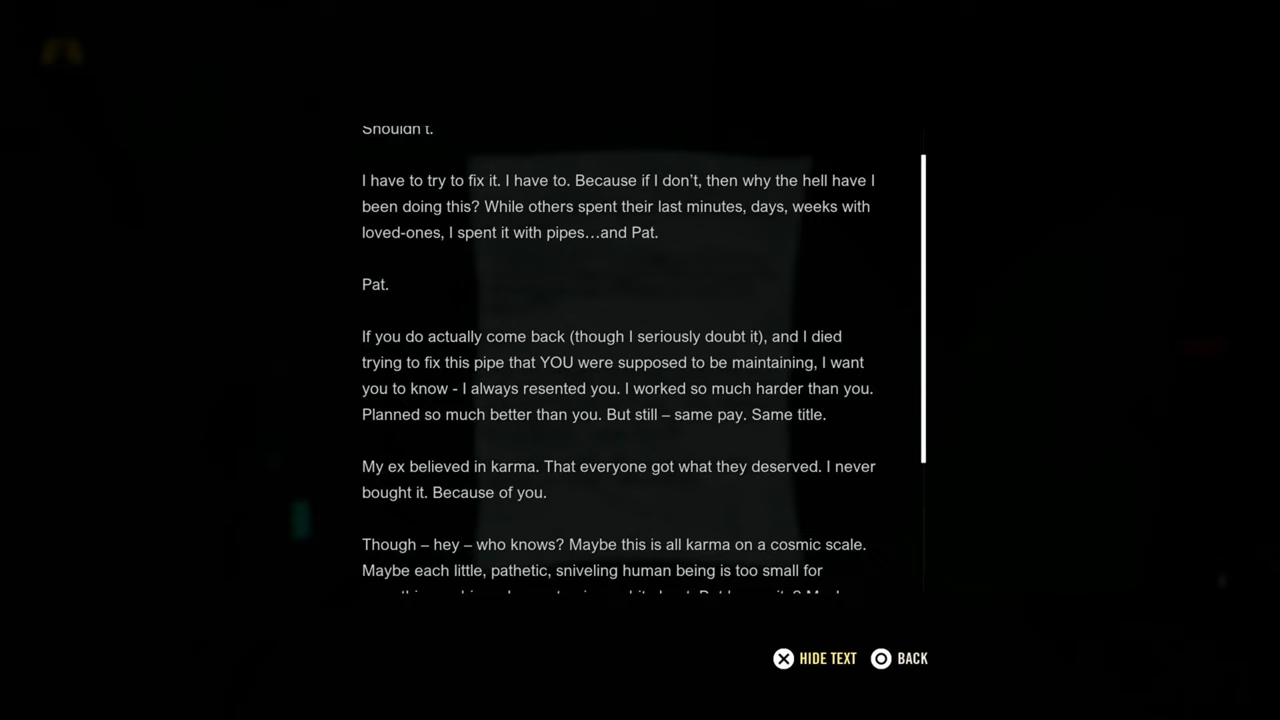 Shouldn't.
I have to try to fix it. I have to. Because if I don’t, then why the hell have I
been doing this? While others spent their last minutes, days, weeks with
loved-ones, I spent it with pipes…and Pat.
Pat.
If you do actually come back (though I seriously doubt it), and I died
trying to fix this pipe that YOU were supposed to be maintaining, I want
you to know - I always resented you. I worked so much harder than you.
Planned so much better than you. But still – same pay. Same title.
My ex believed in karma. That everyone got what they deserved. I never
bought it. Because of you.
Though – hey – who knows? Maybe this is all karma on a cosmic scale.
Maybe each little, pathetic, sniveling human being is too small for
HIDE TEXT
BACK